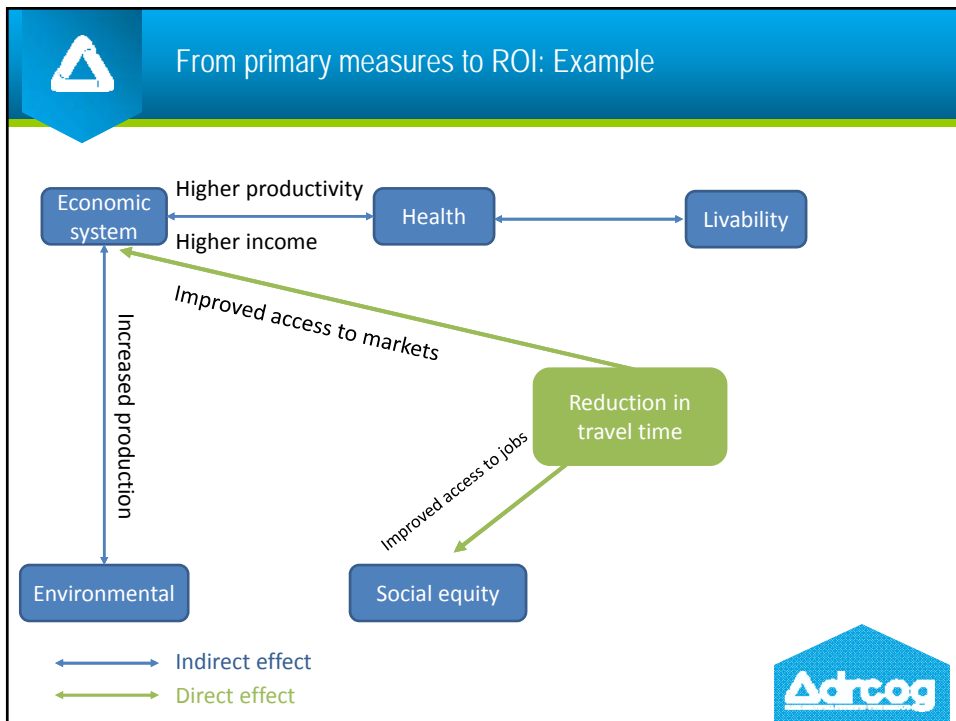 From primary measures to ROI: Example
Economic
system
Higher productivity
Higher income
Health
Livability
Improved access to markets
Increased production
Reduction in
travel time
Improved access to jobs
Environmental
Social equity
Indirect effect
Direct effect
drcog